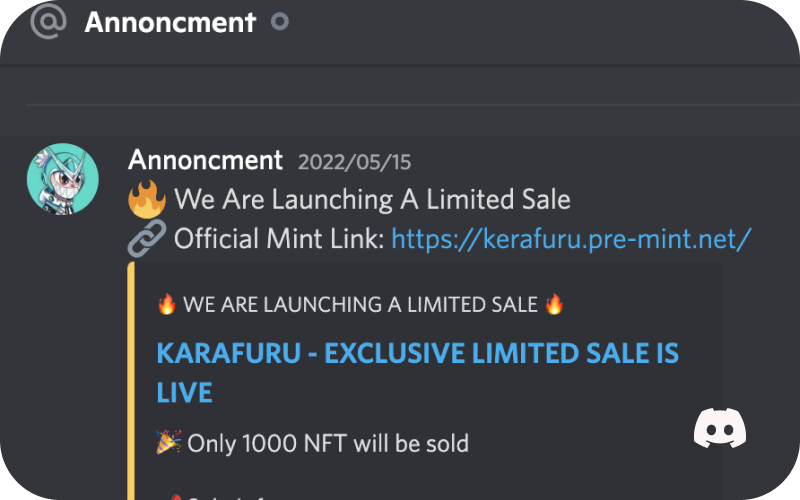 Annoncment
Annoncment 2022/05/15
🔥 We Are Launching A Limited Sale
🔗 Official Mint Link: https://kerafuru.pre-mint.net/
🔥 WE ARE LAUNCHING A LIMITED SALE 🔥
KARAFURU - EXCLUSIVE LIMITED SALE IS
LIVE
🎉 Only 1000 NFT will be sold